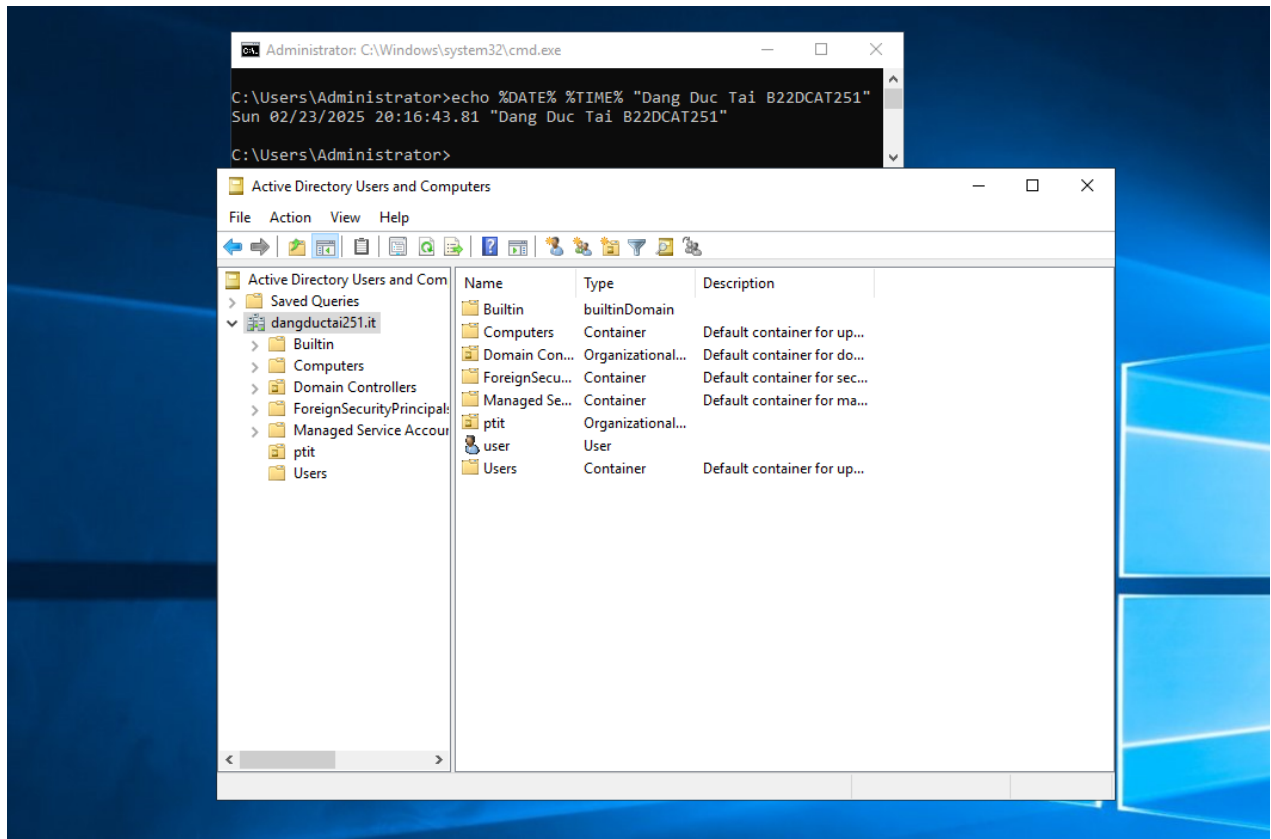 Administrator: C:\Windows\system32\cmd.exe
C:\Users\Administrator>echo %DATE% %TIME% "Dang Duc Tai B22DCAT251"
Sun 02/23/2025 20:16:43.81 "Dang Duc Tai B22DCAT251"
C:\Users\Administrator>
Active Directory Users and Computers
File Action View Help
Active Directory Users and Com
Saved Queries
dangductai251.it
Builtin
Computers
Domain Controllers
ForeignSecurityPrincipals
Managed Service Accour
ptit
Users
Name Type Description
Builtin builtinDomain
Computers Container Default container for up...
Domain Con... Organizational... Default container for do...
ForeignSecu... Container Default container for sec...
Managed Se... Container Default container for ma...
ptit Organizational...
user User
Users Container Default container for up...